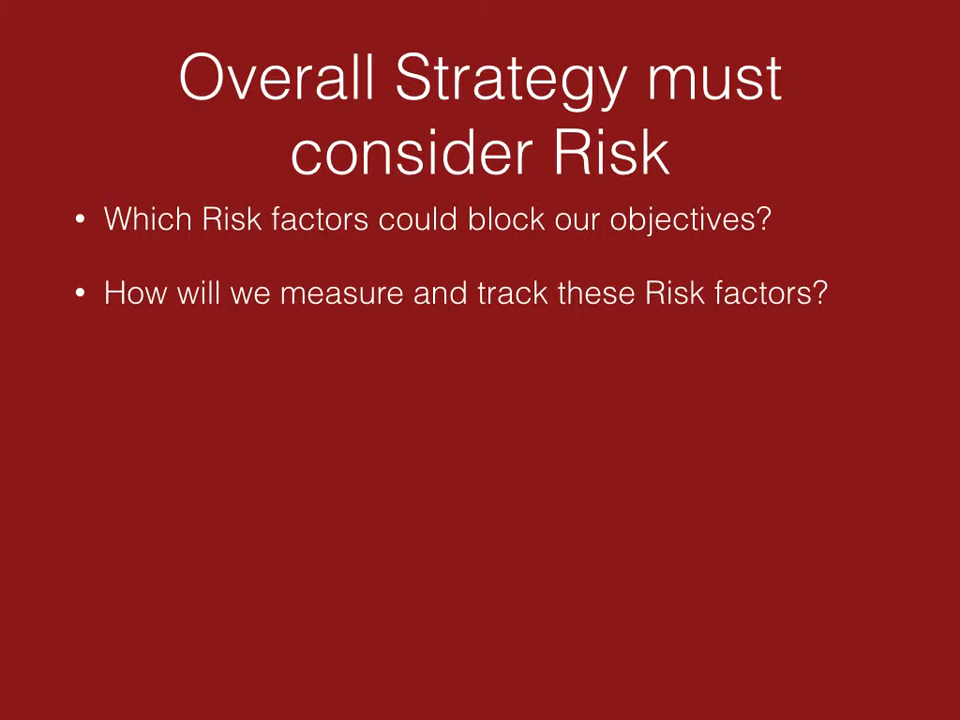 Overall Strategy must
consider Risk
• Which Risk factors could block our objectives?
• How will we measure and track these Risk factors?